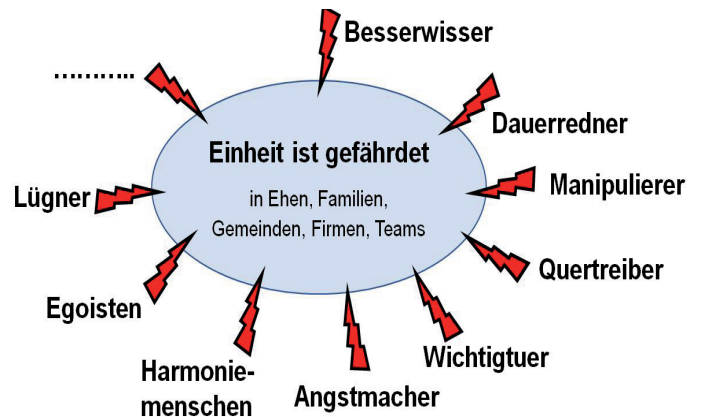 Besserwisser
............
Dauerredner
Einheit ist gefährdet
Manipulierer
in Ehen, Familien,
Lügner
Gemeinden, Firmen, Teams
Quertreiber
Egoisten
Wichtigtuer
Harmonie-
menschen
Angstmacher